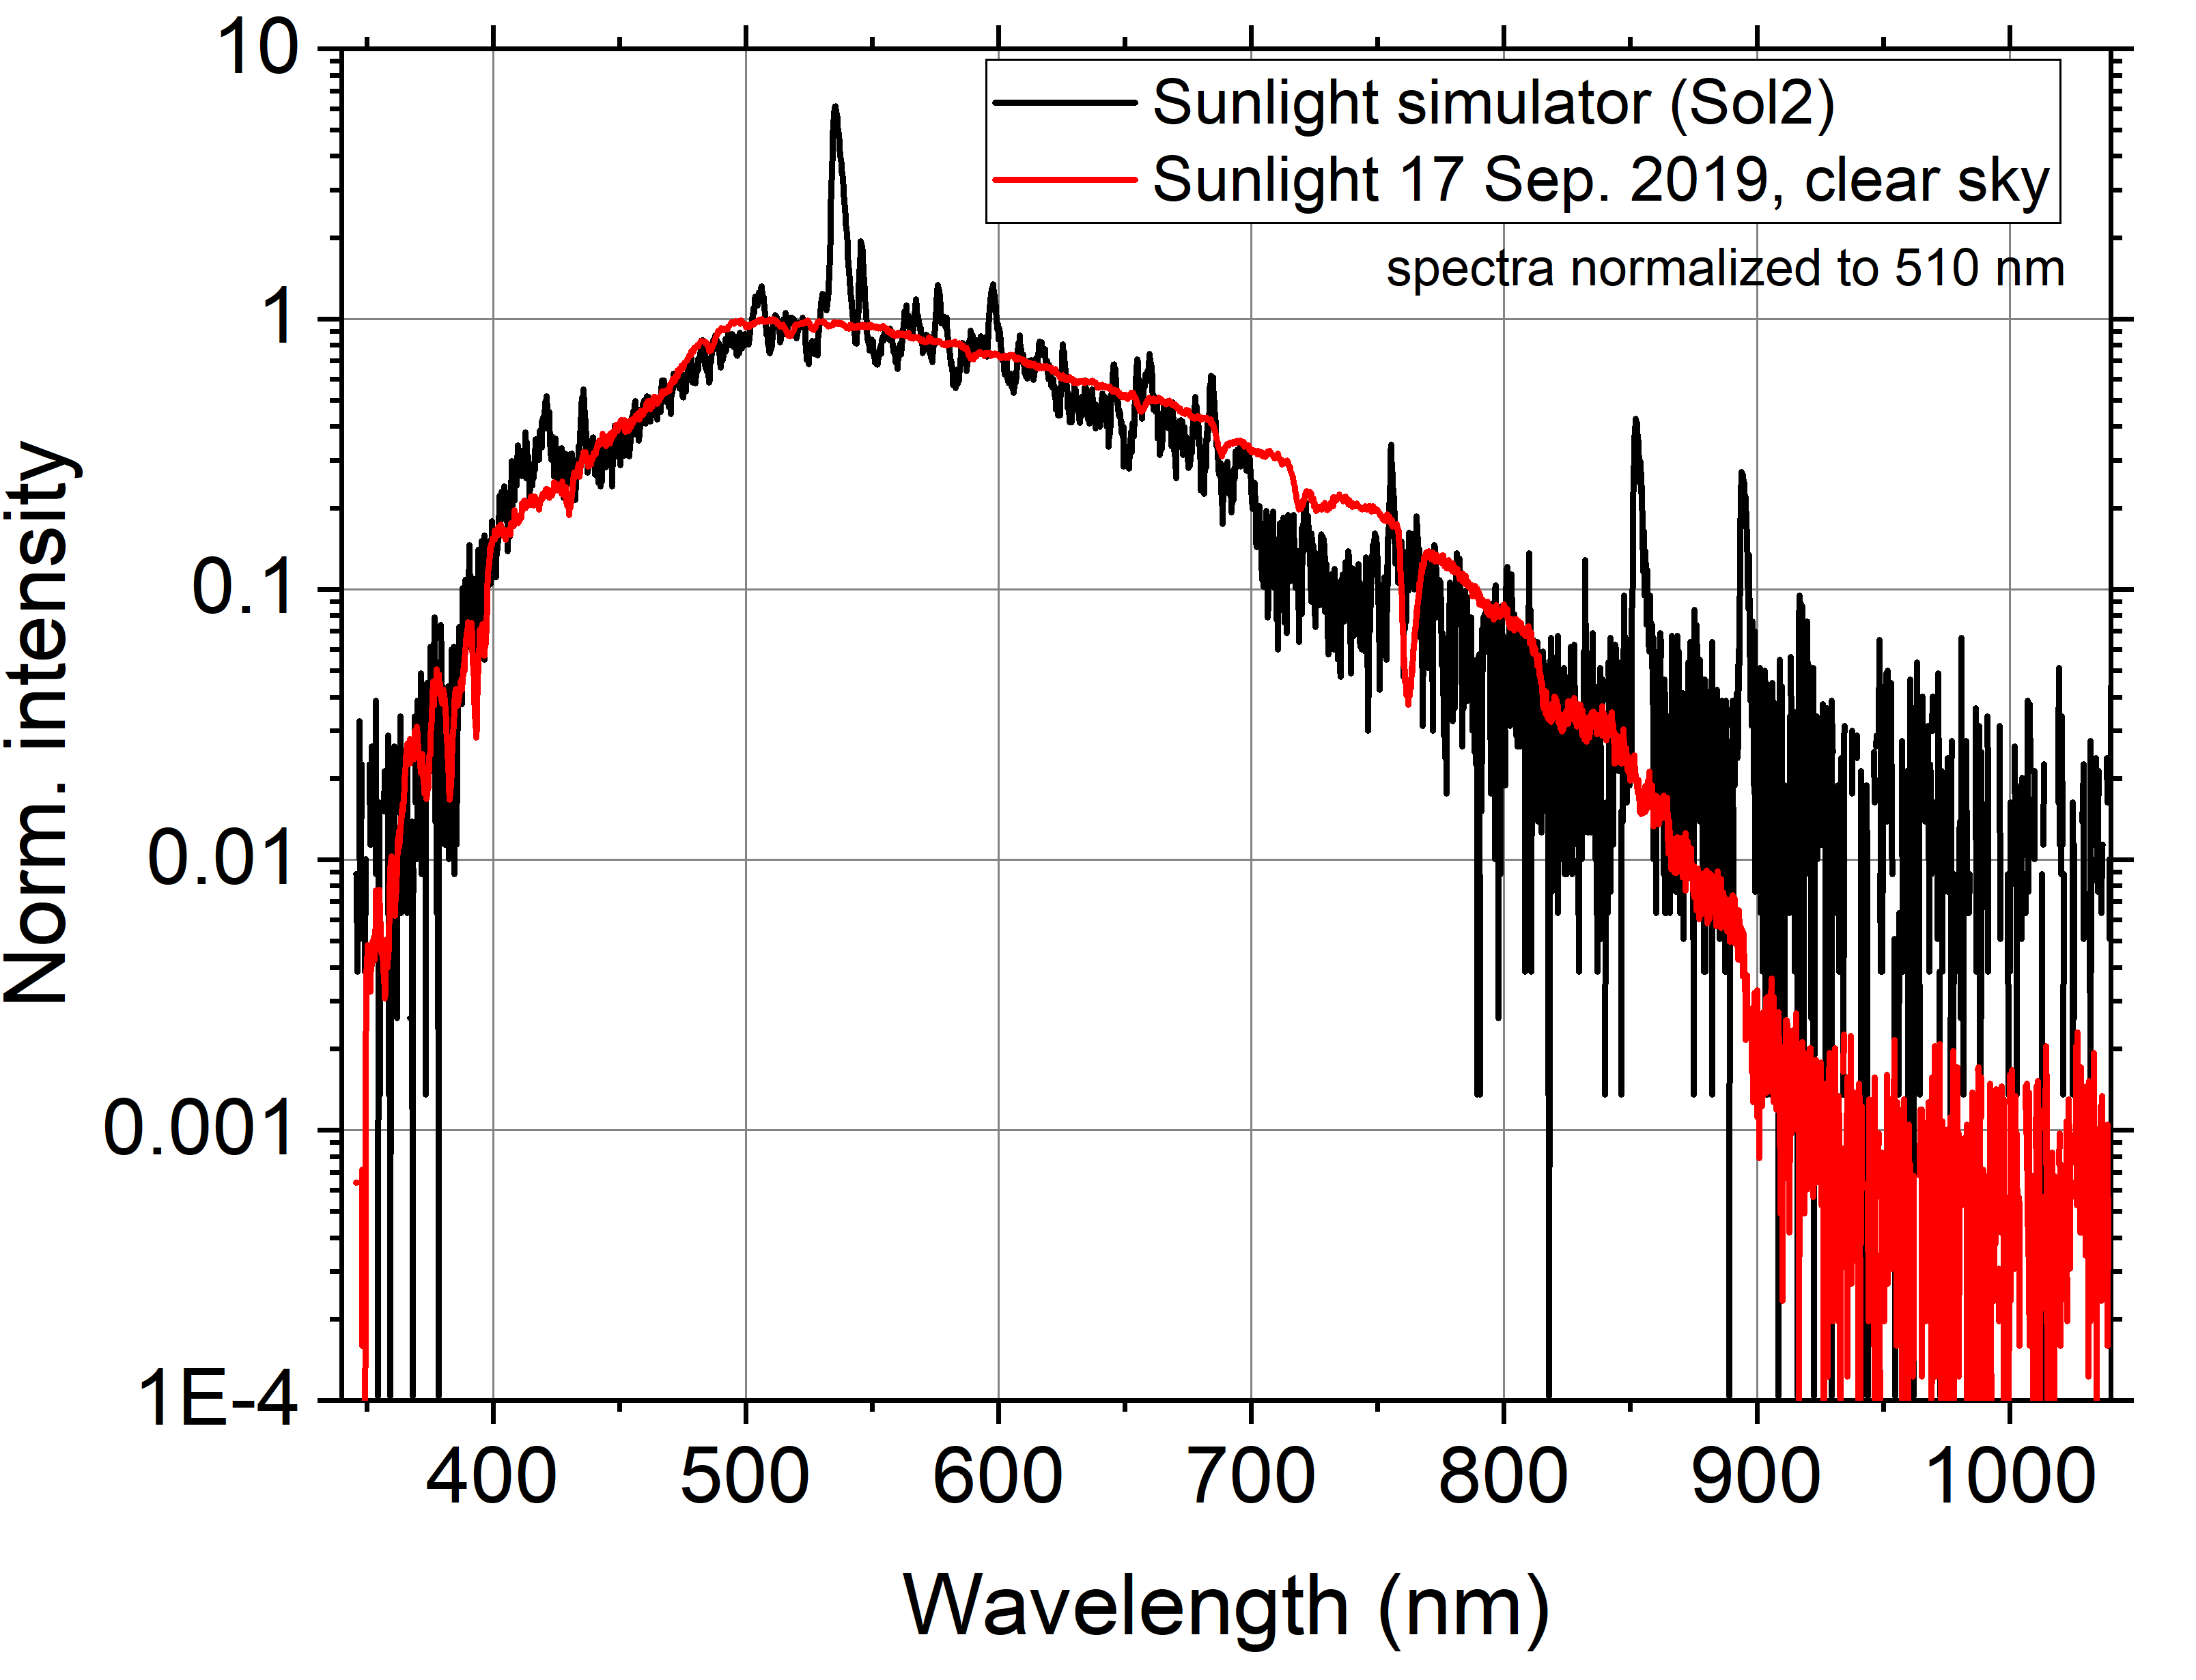 10
1
0.1
0.01
0.001
1E-4
Norm. intensity
Sunlight simulator (Sol2)
Sunlight 17 Sep. 2019, clear sky
spectra normalized to 510 nm
400 500 600 700 800 900 1000
Wavelength (nm)